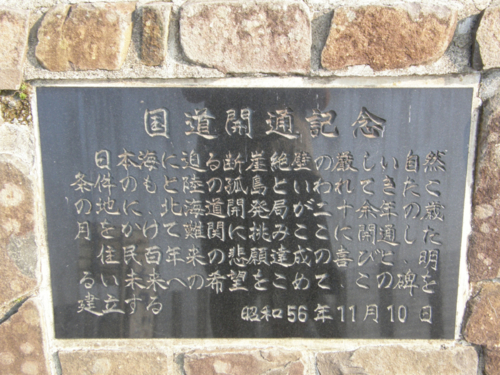 国道開通記念
日本海に迫る断崖絶壁の厳しい自然
条件のもと陸の孤島といわれてきたこ
の地に、北海道開発局が二十余年の歳
月をかけ難関に挑みここに開通した
住民百年来の悲願達成の喜びと明
るい未来への希望をこめて、この碑を
建立する
昭和56年11月10日